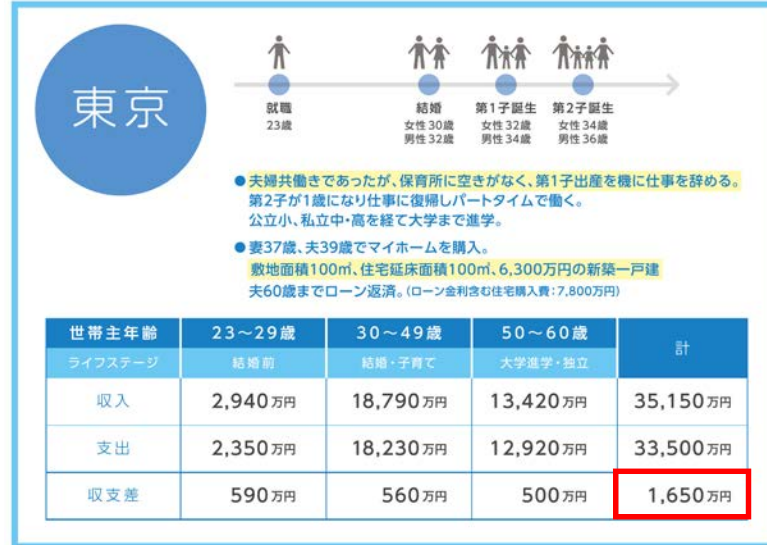 東京
就職
23歳
結婚
女性30歳
男性32歳
第1子誕生
女性32歳
男性34歳
第2子誕生
女性34歳
男性36歳
●夫婦共働きであったが、保育所に空きがなく、第1子出産を機に仕事を辞める。
第2子が1歳になり仕事に復帰しパートタイムで働く。
公立小、私立中・高を経て大学まで進学。
●妻37歳、夫39歳でマイホームを購入。
敷地面積100㎡、住宅延床面積100㎡、6,300万円の新築一戸建
夫60歳までローン返済。(ローン金利含む住宅購入費:7,800万円)
世帯主年齢 23〜29歳 30〜49歳 50〜60歳 計
ライフステージ 結婚前 結婚・子育て 大学進学・独立
収入 2,940万円 18,790万円 13,420万円 35,150万円
支出 2,350万円 18,230万円 12,920万円 33,500万円
収支差 590万円 560万円 500万円 1,650万円